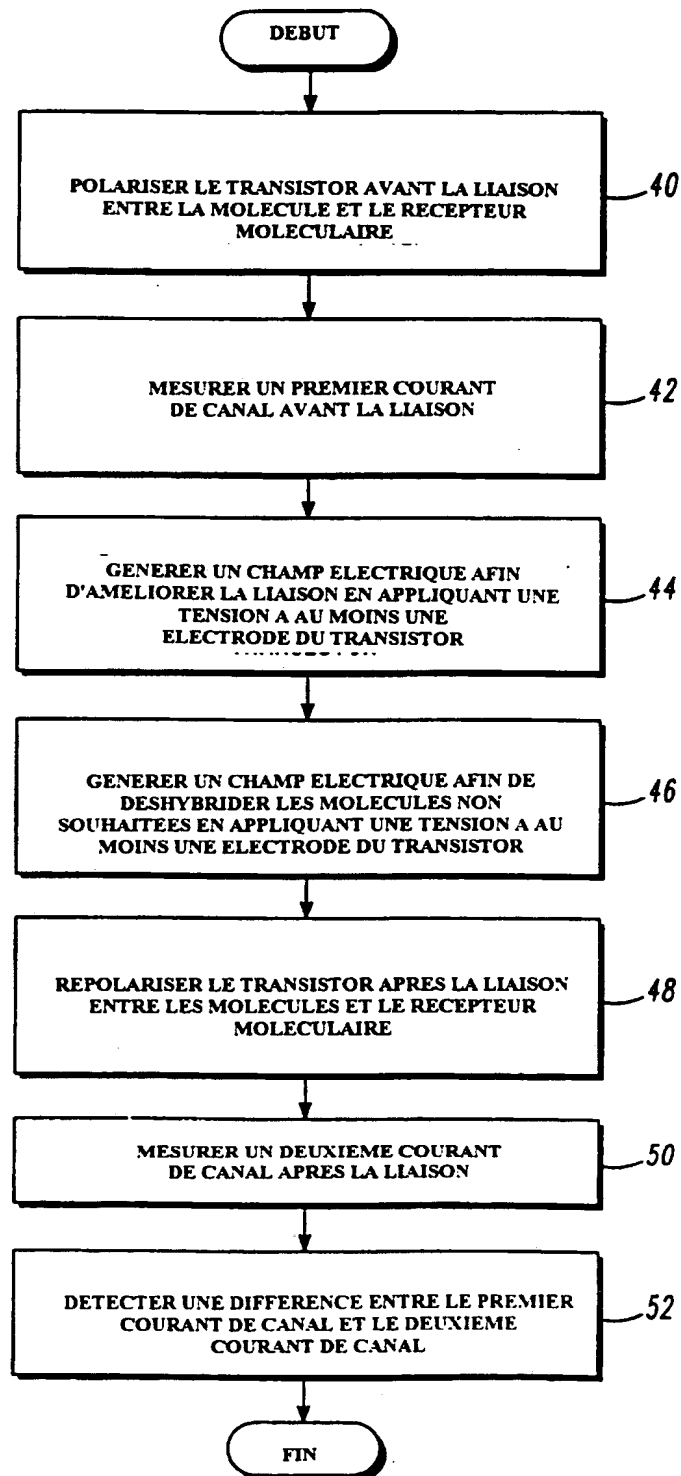 DEBUT
POLARISER LE TRANSISTOR AVANT LA LIAISON
ENTRE LA MOLECULE ET LE RECEPTEUR
MOLECULAIRE
40
MESURER UN PREMIER COURANT
DE CANAL AVANT LA LIAISON
42
GENERER UN CHAMP ELECTRIQUE AFIN
D'AMELIORER LA LIAISON EN APPLIQUANT UNE
TENSION A AU MOINS UNE
ELECTRODE DU TRANSISTOR
44
GENERER UN CHAMP ELECTRIQUE AFIN DE
DESHYBRIDER LES MOLECULES NON
SOUHAITÉES EN APPLIQUANT UNE TENSION A AU
MOINS UNE ELECTRODE DU TRANSISTOR
46
REPOLARISER LE TRANSISTOR APRES LA LIAISON
ENTRE LES MOLECULES ET LE RECEPTEUR
MOLECULAIRE
48
MESURER UN DEUXIEME COURANT
DE CANAL APRES LA LIAISON
50
DETECTER UNE DIFFERENCE ENTRE LE PREMIER
COURANT DE CANAL ET LE DEUXIEME
COURANT DE CANAL
52
FIN